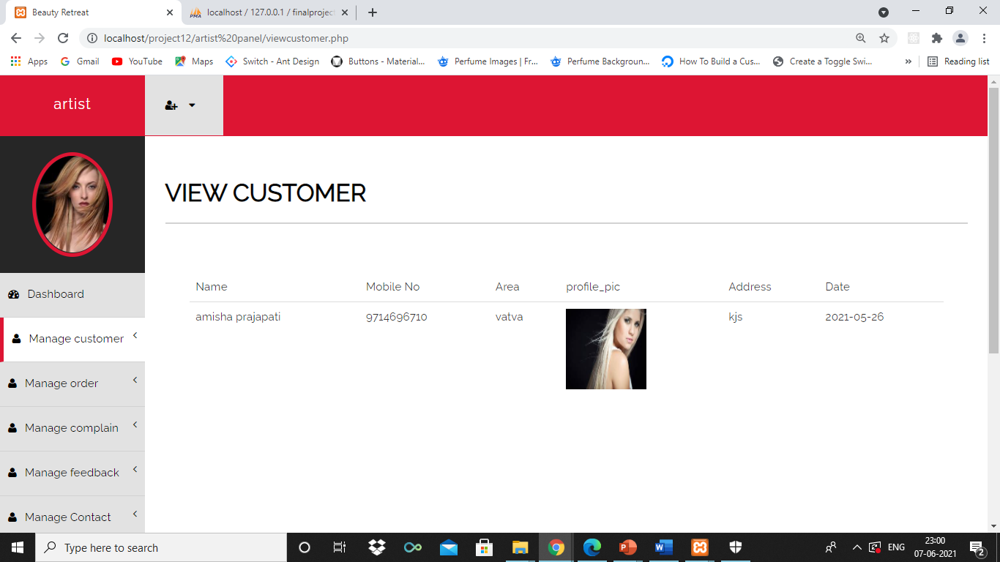 Beauty Retreat
localhost / 127.0.0.1 / finalproject
localhost/project12/artist%20panel/viewcustomer.php
Apps Gmail YouTube Maps Switch - Ant Design Buttons - Material... Perfume Images | Fr... Perfume Backgroun... How To Build a Cus... Create a Toggle Swi... » Reading list
artist
VIEW CUSTOMER
Name Mobile No Area profile_pic Address Date
amisha prajapati 9714696710 vatva kjs 2021-05-26
Dashboard
Manage customer
Manage order
Manage complain
Manage feedback
Manage Contact
Type here to search
ENG
23:00
07-06-2021
2